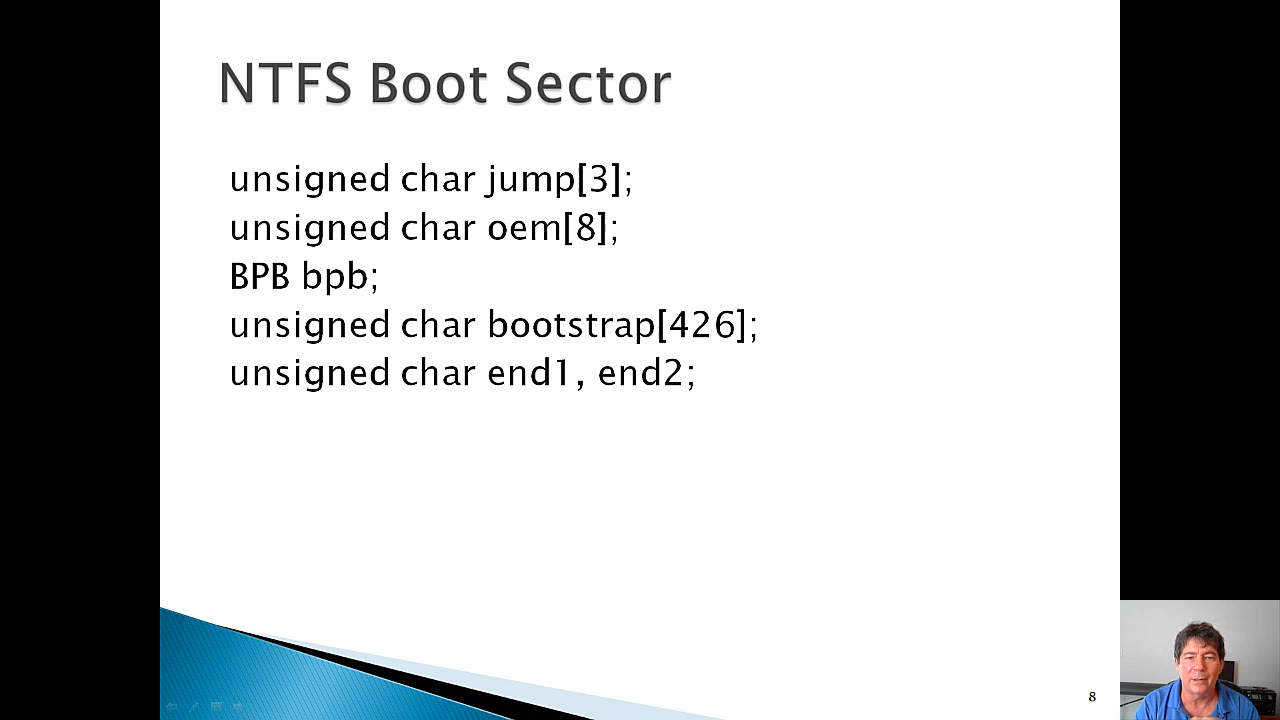 NTFS Boot Sector
unsigned char jump[3];
unsigned char oem[8];
BPB bpb;
unsigned char bootstrap[426];
unsigned char end1, end2;
8